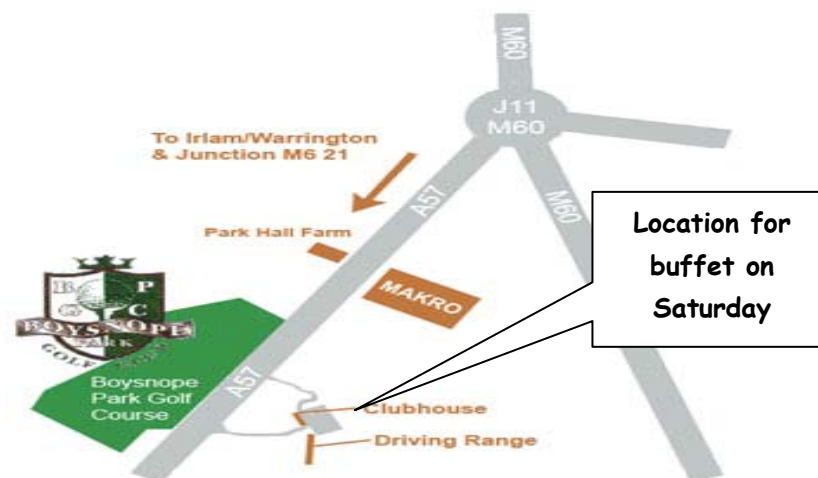 M60
J11
M60
To Irlam/Warrington
& Junction M6 21
A57
M60
Park Hall Farm
MAKRO
Location for
buffet on
Saturday
B P
G C
BOYSNOPE
PARK
GOLF
Boysnope
Park Golf
Course
A57
Clubhouse
Driving Range